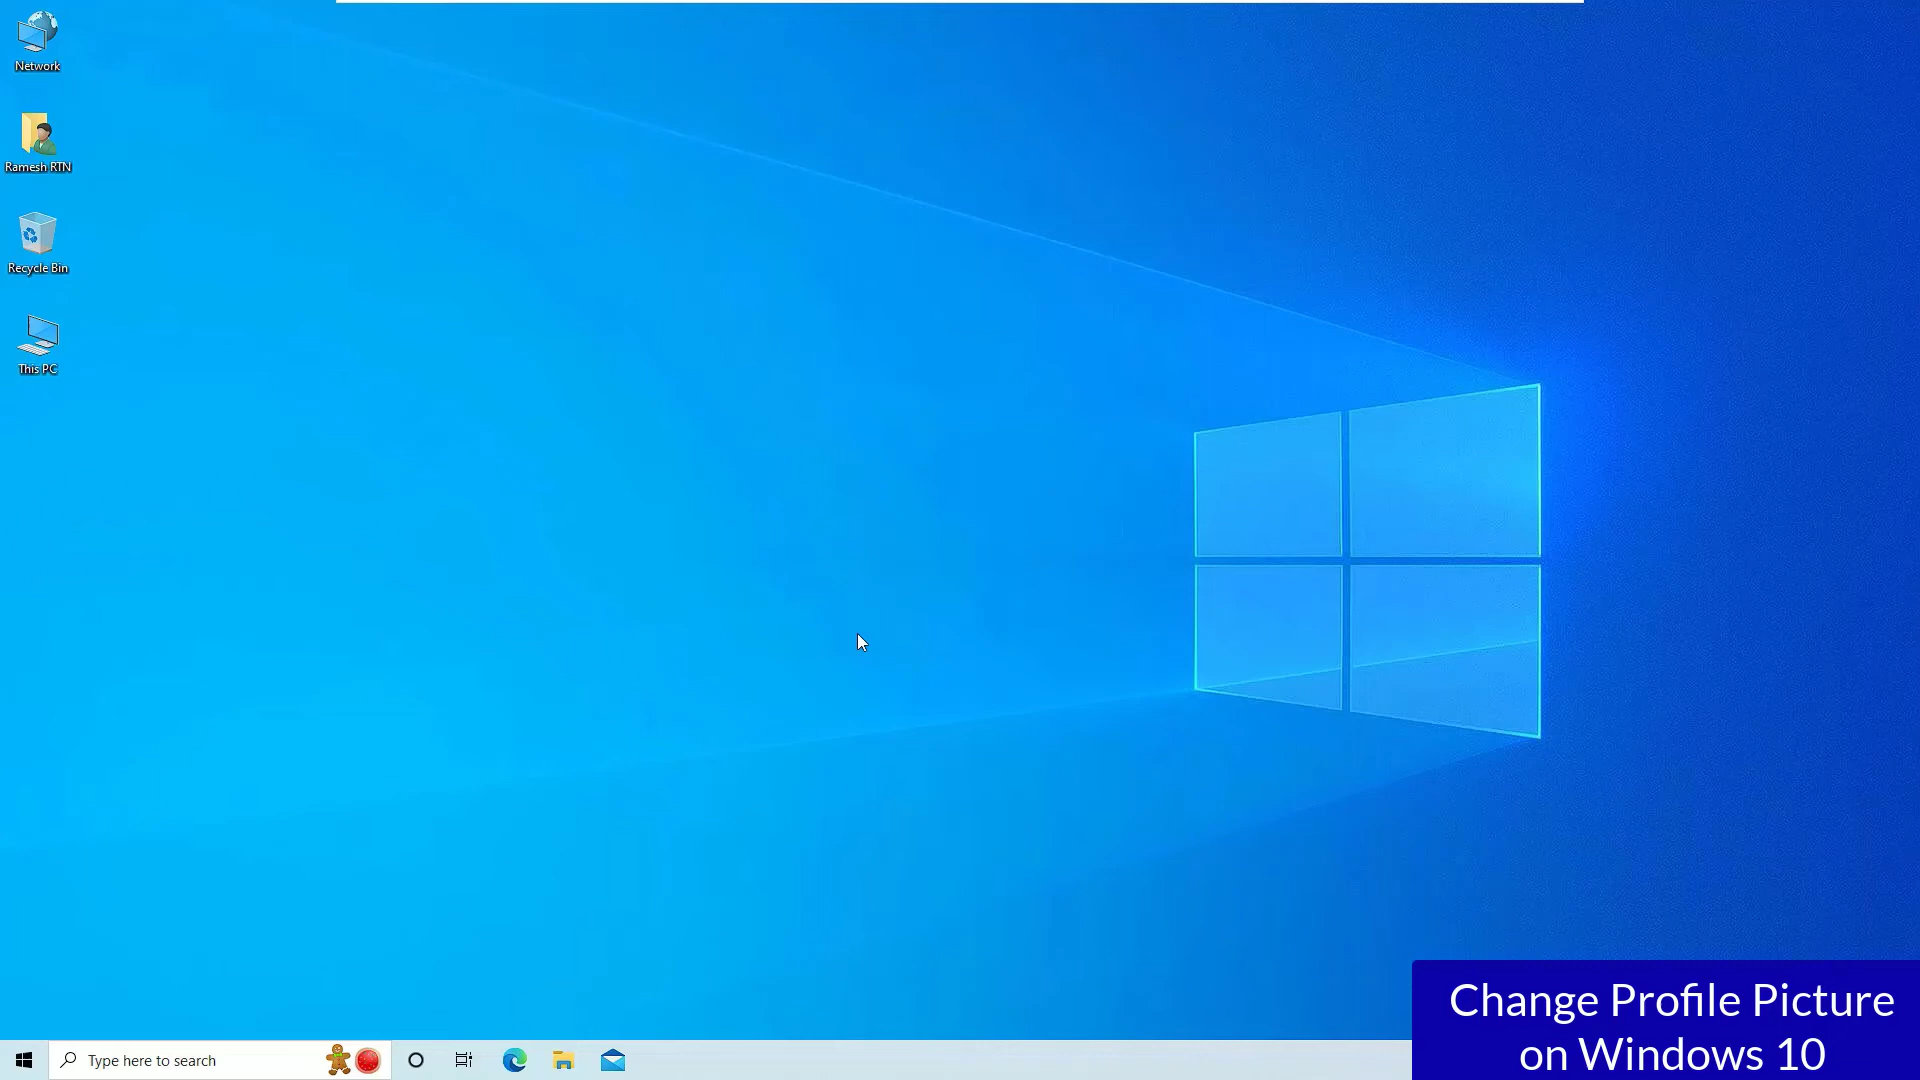 Network
Ramesh RTN
Recycle Bin
This PC
Type here to search
Change Profile Picture
on Windows 10